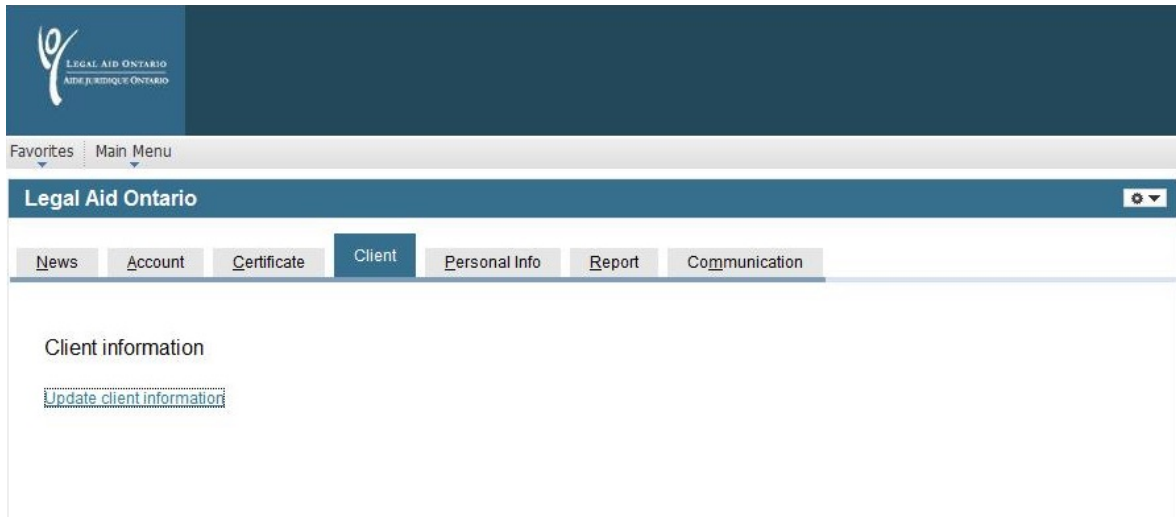 LEGAL AID ONTARIO
AIDE JURIDIQUE ONTARIO
Favorites Main Menu
Legal Aid Ontario
News Account Certificate Client Personal Info Report Communication
Client information
Update client information